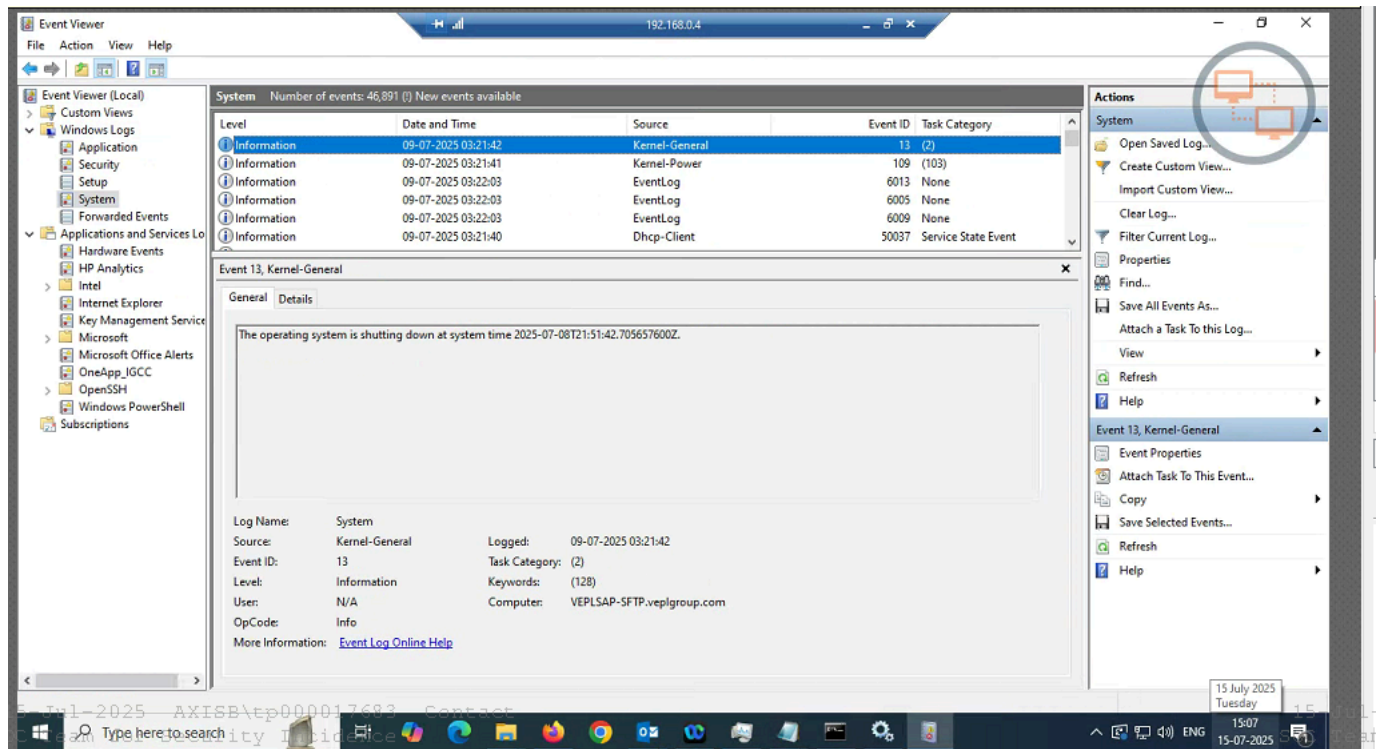 Event Viewer
192.168.0.4
File Action View Help
Event Viewer (Local)
Custom Views
Windows Logs
Application
Security
Setup
System
Forwarded Events
Applications and Services Lo
Hardware Events
HP Analytics
Intel
Internet Explorer
Key Management Service
Microsoft
Microsoft Office Alerts
OneApp_IGCC
OpenSSH
Windows PowerShell
Subscriptions
System Number of events: 46,891 (!) New events available
Level Date and Time Source Event ID Task Category
Information 09-07-2025 03:21:42 Kernel-General 13 (2)
Information 09-07-2025 03:21:41 Kernel-Power 109 (103)
Information 09-07-2025 03:22:03 EventLog 6013 None
Information 09-07-2025 03:22:03 EventLog 6005 None
Information 09-07-2025 03:22:03 EventLog 6009 None
Information 09-07-2025 03:21:40 Dhcp-Client 50037 Service State Event
Event 13, Kernel-General
General Details
The operating system is shutting down at system time 2025-07-08T21:51:42.705657600Z.
Log Name: System
Source: Kernel-General Logged: 09-07-2025 03:21:42
Event ID: 13 Task Category: (2)
Level: Information Keywords: (128)
User: N/A Computer: VEPLSAP-SFTP.veplgroup.com
OpCode: Info
More Information: Event Log Online Help
Actions
System
Open Saved Log...
Create Custom View...
Import Custom View...
Clear Log...
Filter Current Log...
Properties
Find...
Save All Events As...
Attach a Task To this Log...
View
Refresh
Help
Event 13, Kernel-General
Event Properties
Attach Task To This Event...
Copy
Save Selected Events...
Refresh
Help
15 July 2025
Tuesday
5-Jul-2025 AXISB\tp000017683 Contact
Type here to search
ENG
15:07
15-07-2025